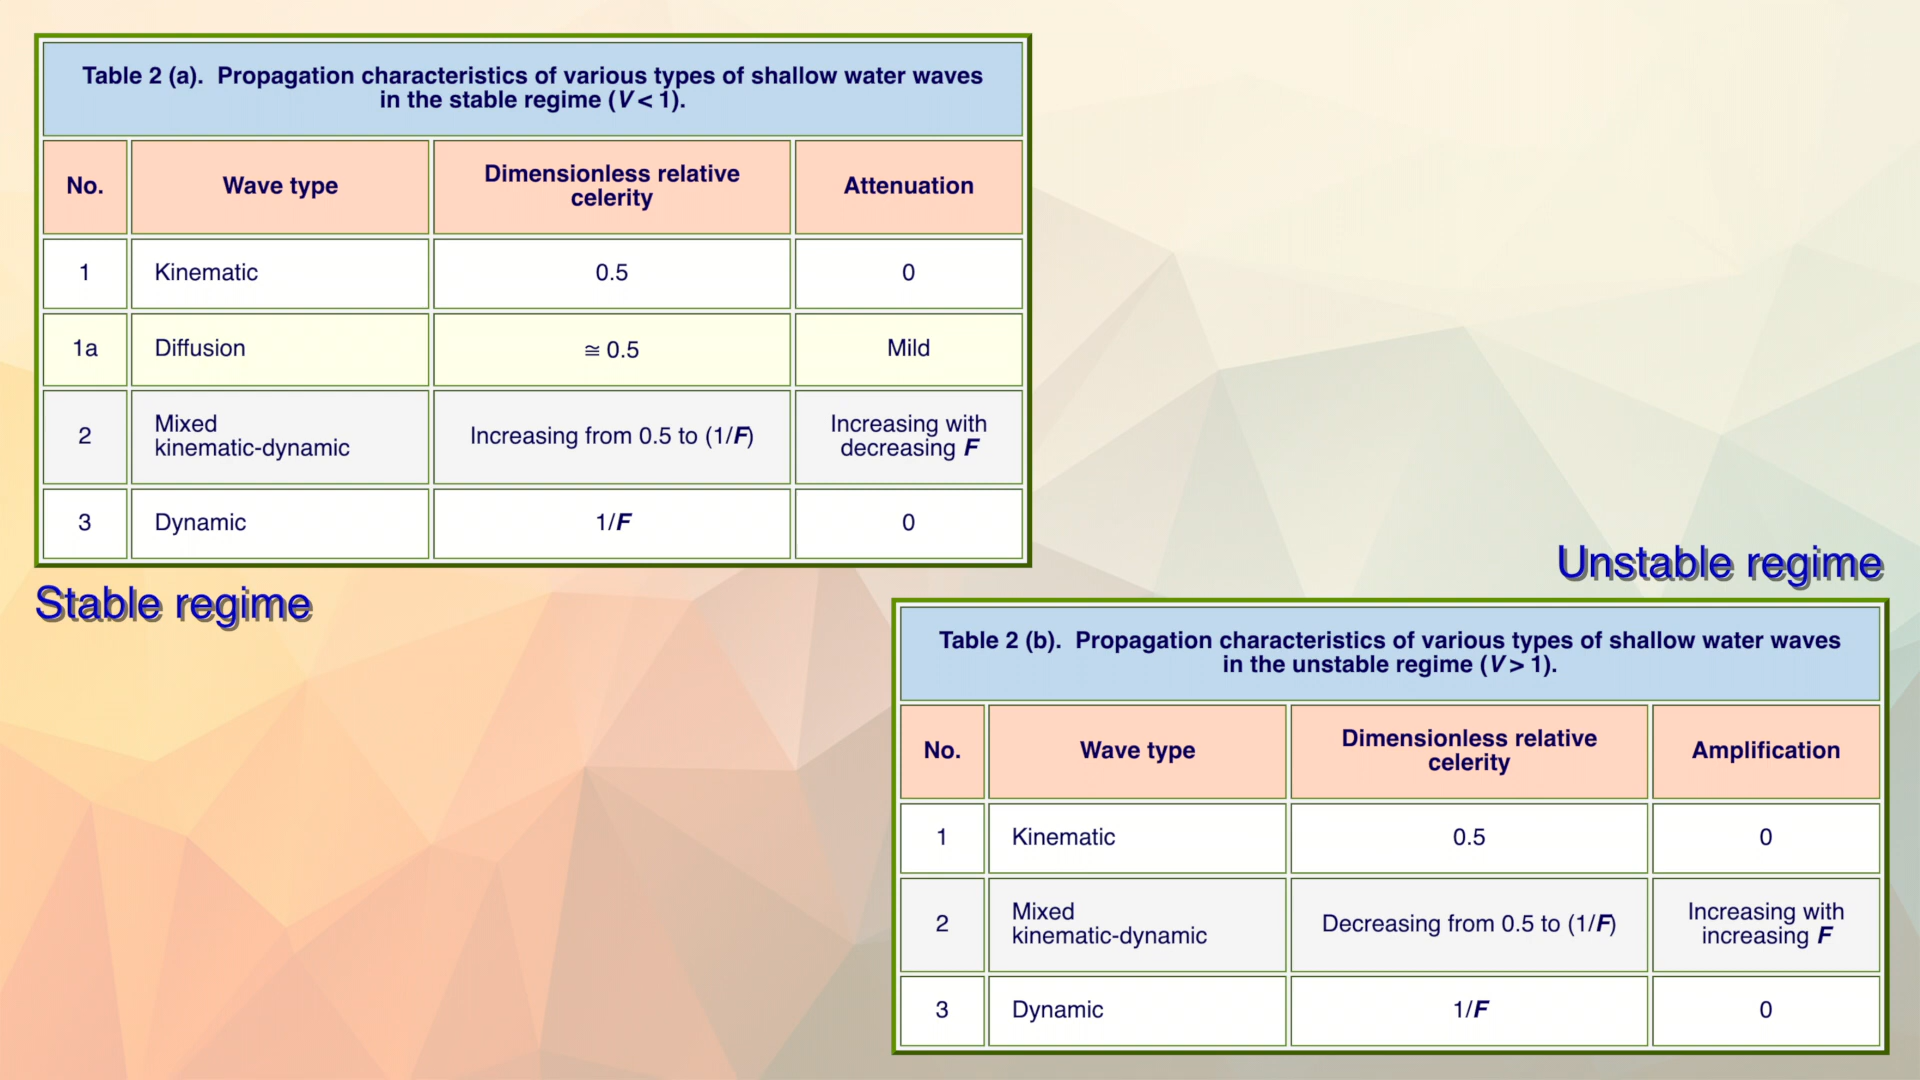 Table 2 (a).  Propagation characteristics of various types of shallow water waves
in the stable regime (V < 1).
No.
Wave type
Dimensionless relative
celerity
Attenuation
1
Kinematic
0.5
0
1a
Diffusion
≅ 0.5
Mild
2
Mixed
kinematic-dynamic
Increasing from 0.5 to (1/F)
Increasing with
decreasing F
3
Dynamic
1/F
0
Stable regime
Unstable regime
Table 2 (b).  Propagation characteristics of various types of shallow water waves
in the unstable regime (V > 1).
No.
Wave type
Dimensionless relative
celerity
Amplification
1
Kinematic
0.5
0
2
Mixed
kinematic-dynamic
Decreasing from 0.5 to (1/F)
Increasing with
increasing F
3
Dynamic
1/F
0